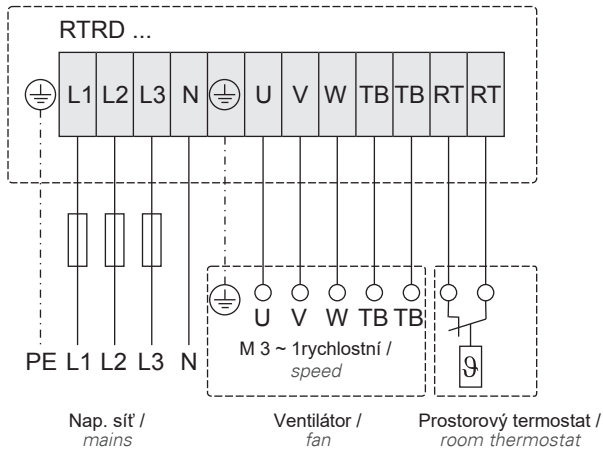 RTRD ...
L1 L2 L3 N U V W TB TB RT RT
U V W TB TB
M 3 ~ 1rychlostní /
speed
ϑ
PE L1 L2 L3 N
Nap. síť /
mains
Ventilátor /
fan
Prostorový termostat /
room thermostat